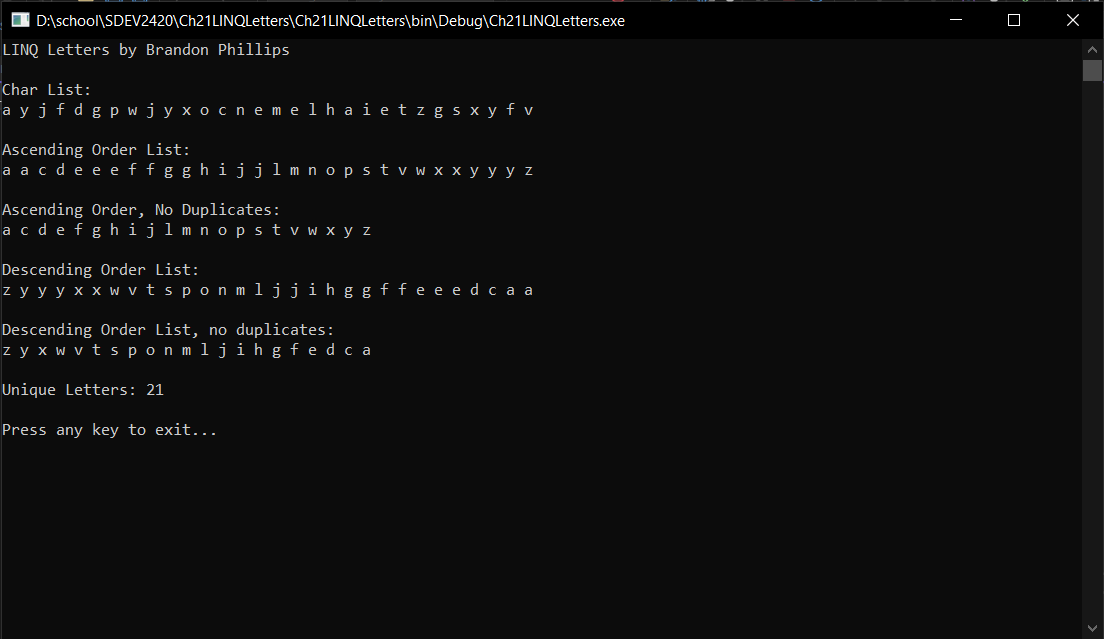 D:\school\SDEV2420\Ch21LINQLetters\Ch21LINQLetters\bin\Debug\Ch21LINQLetters.exe
LINQ Letters by Brandon Phillips
Char List:
a y j f d g p w j y x o c n e m e l h a i e t z g s x y f v
Ascending Order List:
a a c d e e e f f g g h i j j l m n o p s t v w x x y y y z
Ascending Order, No Duplicates:
a c d e f g h i j l m n o p s t v w x y z
Descending Order List:
z y y y x x w v t s p o n m l j j i h g g f f e e e d c a a
Descending Order List, no duplicates:
z y x w v t s p o n m l j i h g f e d c a
Unique Letters: 21
Press any key to exit...